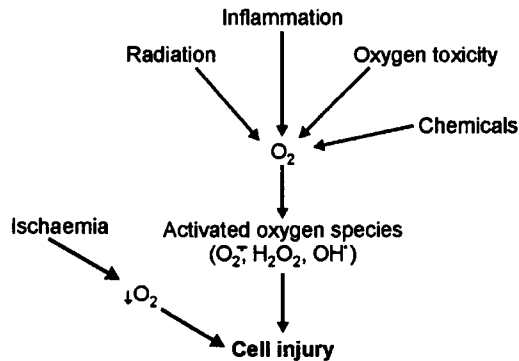 Inflammation
Radiation
Oxygen toxicity
Chemicals
O₂
Ischaemia
Activated oxygen species
(O₂⁻, H₂O₂, OH˙)
↓O₂
Cell injury